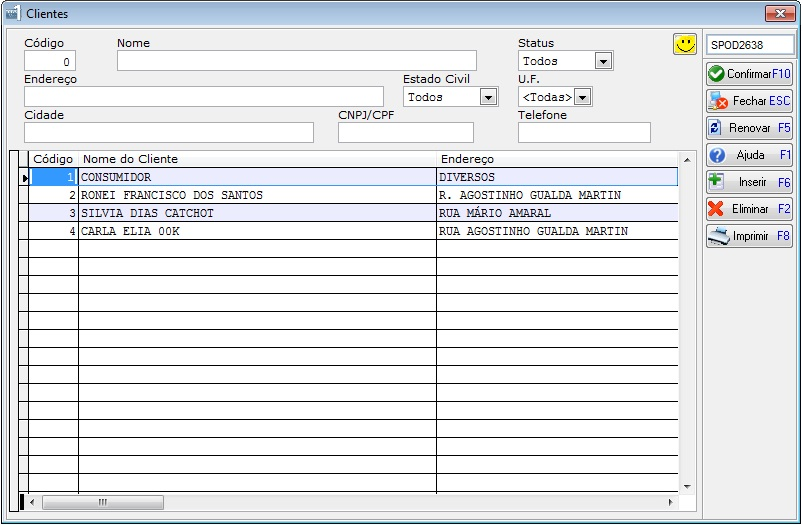 Clientes
Código Nome Status
0 Todos
Endereço Estado Civil U.F.
Todos <Todas>
Cidade CNPJ/CPF Telefone
SPOD2638
Confirmar F10
Fechar ESC
Renovar F5
Ajuda F1
Inserir F6
Eliminar F2
Imprimir F8
Código Nome do Cliente Endereço
1 CONSUMIDOR DIVERSOS
2 RONEI FRANCISCO DOS SANTOS R. AGOSTINHO GUALDA MARTIN
3 SILVIA DIAS CATCHOT RUA MÁRIO AMARAL
4 CARLA ELIA 00K RUA AGOSTINHO GUALDA MARTIN